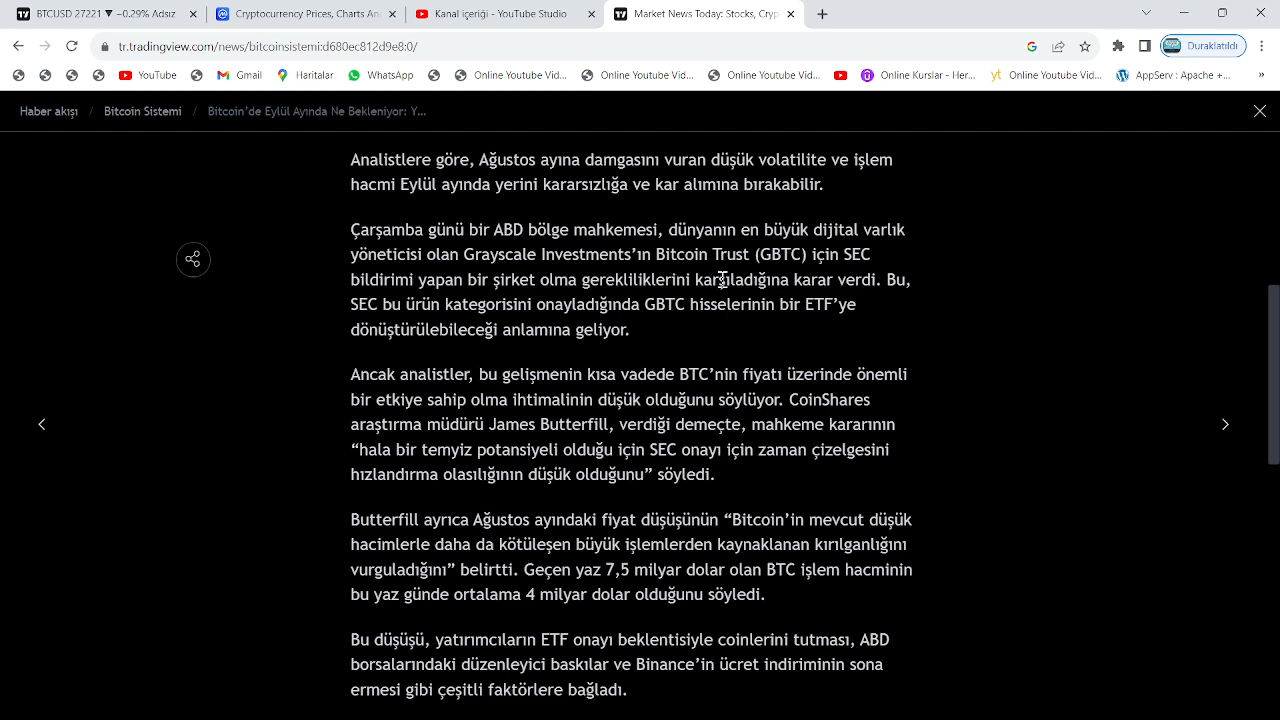 BTCUSD 27221 ▼ −0.29% Adsız
Cryptocurrency Prices, Charts An
Kanal içeriği - YouTube Studio
Market News Today: Stocks, Cryp
tr.tradingview.com/news/bitcoinsistemi:d680ec812d9e8:0/
Duraklatıldı
YouTube
Gmail
Haritalar
WhatsApp
Online Youtube Vid...
Online Youtube Vid...
Online Youtube Vid...
Online Kurslar - Her...
yt Online Youtube Vid...
AppServ : Apache +...
»
Haber akışı / Bitcoin Sistemi / Bitcoin’de Eylül Ayında Ne Bekleniyor: Y...
Analistlere göre, Ağustos ayına damgasını vuran düşük volatilite ve işlem
hacmi Eylül ayında yerini kararsızlığa ve kar alımına bırakabilir.
Çarşamba günü bir ABD bölge mahkemesi, dünyanın en büyük dijital varlık
yöneticisi olan Grayscale Investments’ın Bitcoin Trust (GBTC) için SEC
bildirimi yapan bir şirket olma gerekliliklerini karşıladığına karar verdi. Bu,
SEC bu ürün kategorisini onayladığında GBTC hisselerinin bir ETF’ye
dönüştürülebileceği anlamına geliyor.
Ancak analistler, bu gelişmenin kısa vadede BTC’nin fiyatı üzerinde önemli
bir etkiye sahip olma ihtimalinin düşük olduğunu söylüyor. CoinShares
araştırma müdürü James Butterfill, verdiği demeçte, mahkeme kararının
“hala bir temyiz potansiyeli olduğu için SEC onayı için zaman çizelgesini
hızlandırma olasılığının düşük olduğunu” söyledi.
Butterfill ayrıca Ağustos ayındaki fiyat düşüşünün “Bitcoin’in mevcut düşük
hacimlerle daha da kötüleşen büyük işlemlerden kaynaklanan kırılganlığını
vurguladığını” belirtti. Geçen yaz 7,5 milyar dolar olan BTC işlem hacminin
bu yaz günde ortalama 4 milyar dolar olduğunu söyledi.
Bu düşüşü, yatırımcıların ETF onayı beklentisiyle coinlerini tutması, ABD
borsalarındaki düzenleyici baskılar ve Binance’in ücret indiriminin sona
ermesi gibi çeşitli faktörlere bağladı.